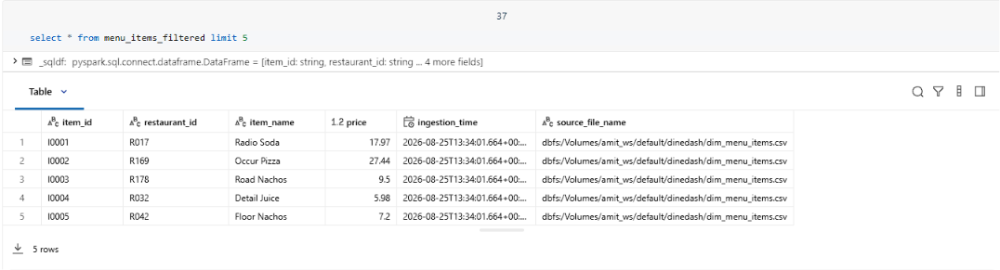 37
select * from menu_items_filtered limit 5
_sqldf: pyspark.sql.connect.dataframe.DataFrame = [item_id: string, restaurant_id: string ... 4 more fields]
Table
item_id restaurant_id item_name 1.2 price ingestion_time source_file_name
1 I0001 R017 Radio Soda 17.97 2026-08-25T13:34:01.664+00:... dbfs:/Volumes/amit_ws/default/dinedash/dim_menu_items.csv
2 I0002 R169 Occur Pizza 27.44 2026-08-25T13:34:01.664+00:... dbfs:/Volumes/amit_ws/default/dinedash/dim_menu_items.csv
3 I0003 R178 Road Nachos 9.5 2026-08-25T13:34:01.664+00:... dbfs:/Volumes/amit_ws/default/dinedash/dim_menu_items.csv
4 I0004 R032 Detail Juice 5.98 2026-08-25T13:34:01.664+00:... dbfs:/Volumes/amit_ws/default/dinedash/dim_menu_items.csv
5 I0005 R042 Floor Nachos 7.2 2026-08-25T13:34:01.664+00:... dbfs:/Volumes/amit_ws/default/dinedash/dim_menu_items.csv
5 rows